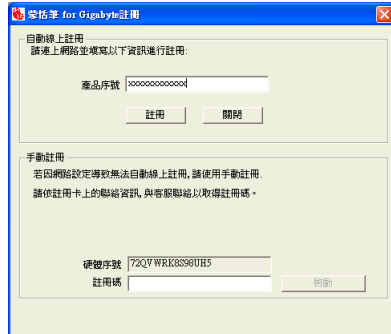 蒙恬筆 for Gigabyte註冊
自動線上註冊
請連上網路並填寫以下資訊進行註冊:
產品序號 xxxxxxxxxxxx
註冊 關閉
手動註冊
若因網路設定導致無法自動線上註冊,請使用手動註冊.
請依註冊卡上的聯絡資訊,與客服聯絡以取得註冊碼。
硬體序號 72QVWRK8S98UH5
註冊碼 啓動